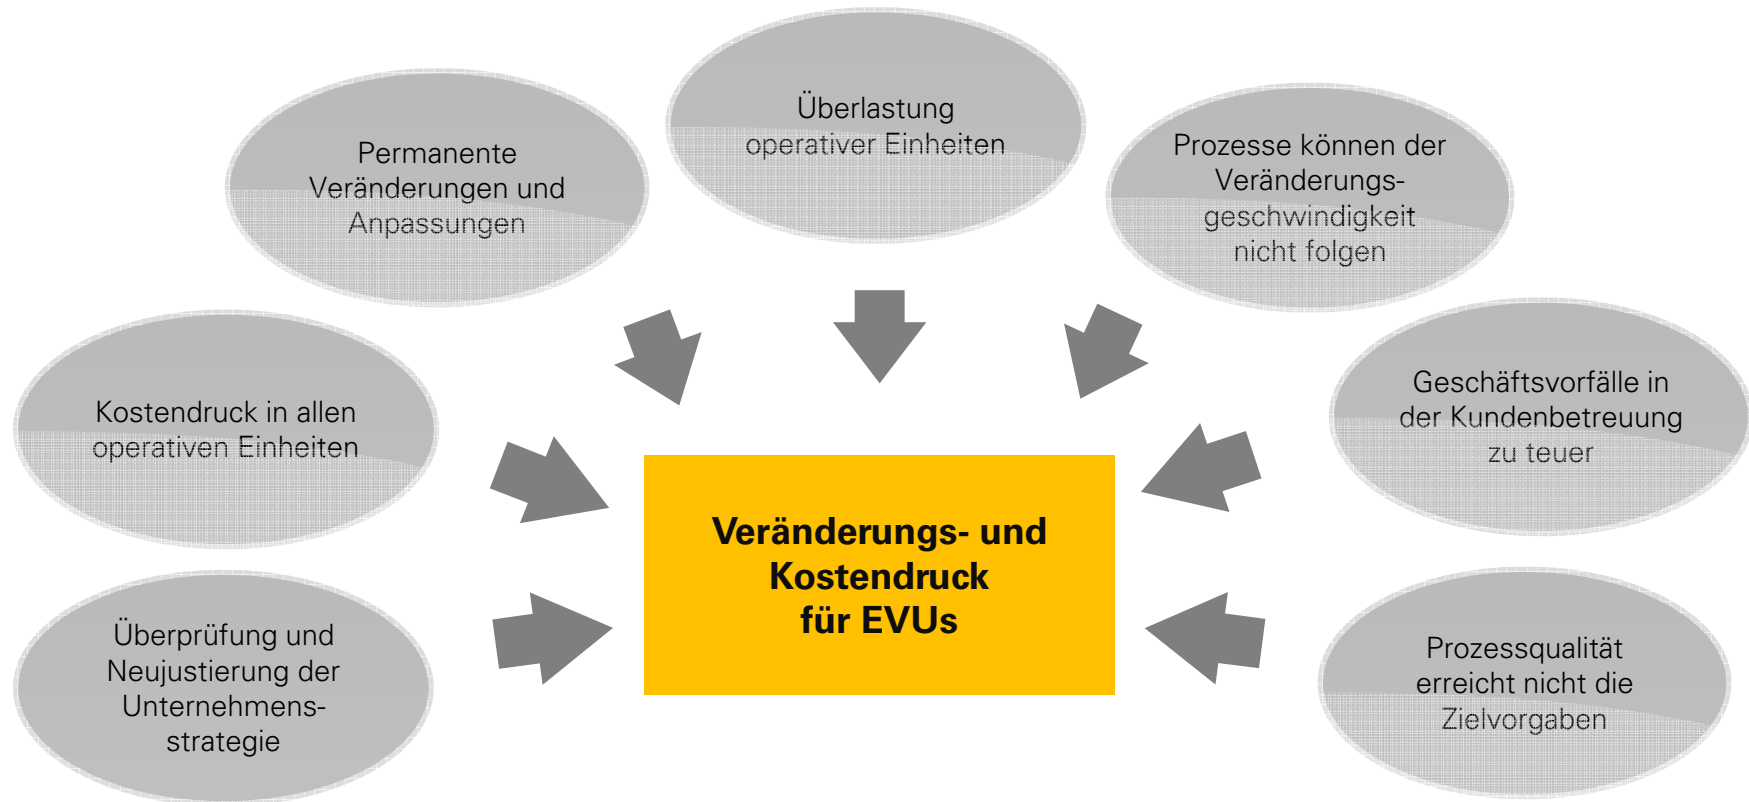 Überlastung
operativer Einheiten
Permanente
Veränderungen und
Anpassungen
Prozesse können der
Veränderungs-
geschwindigkeit
nicht folgen
Kostendruck in allen
operativen Einheiten
Geschäftsvorfälle in
der Kundenbetreuung
zu teuer
Veränderungs- und
Kostendruck
für EVUs
Überprüfung und
Neujustierung der
Unternehmens-
strategie
Prozessqualität
erreicht nicht die
Zielvorgaben